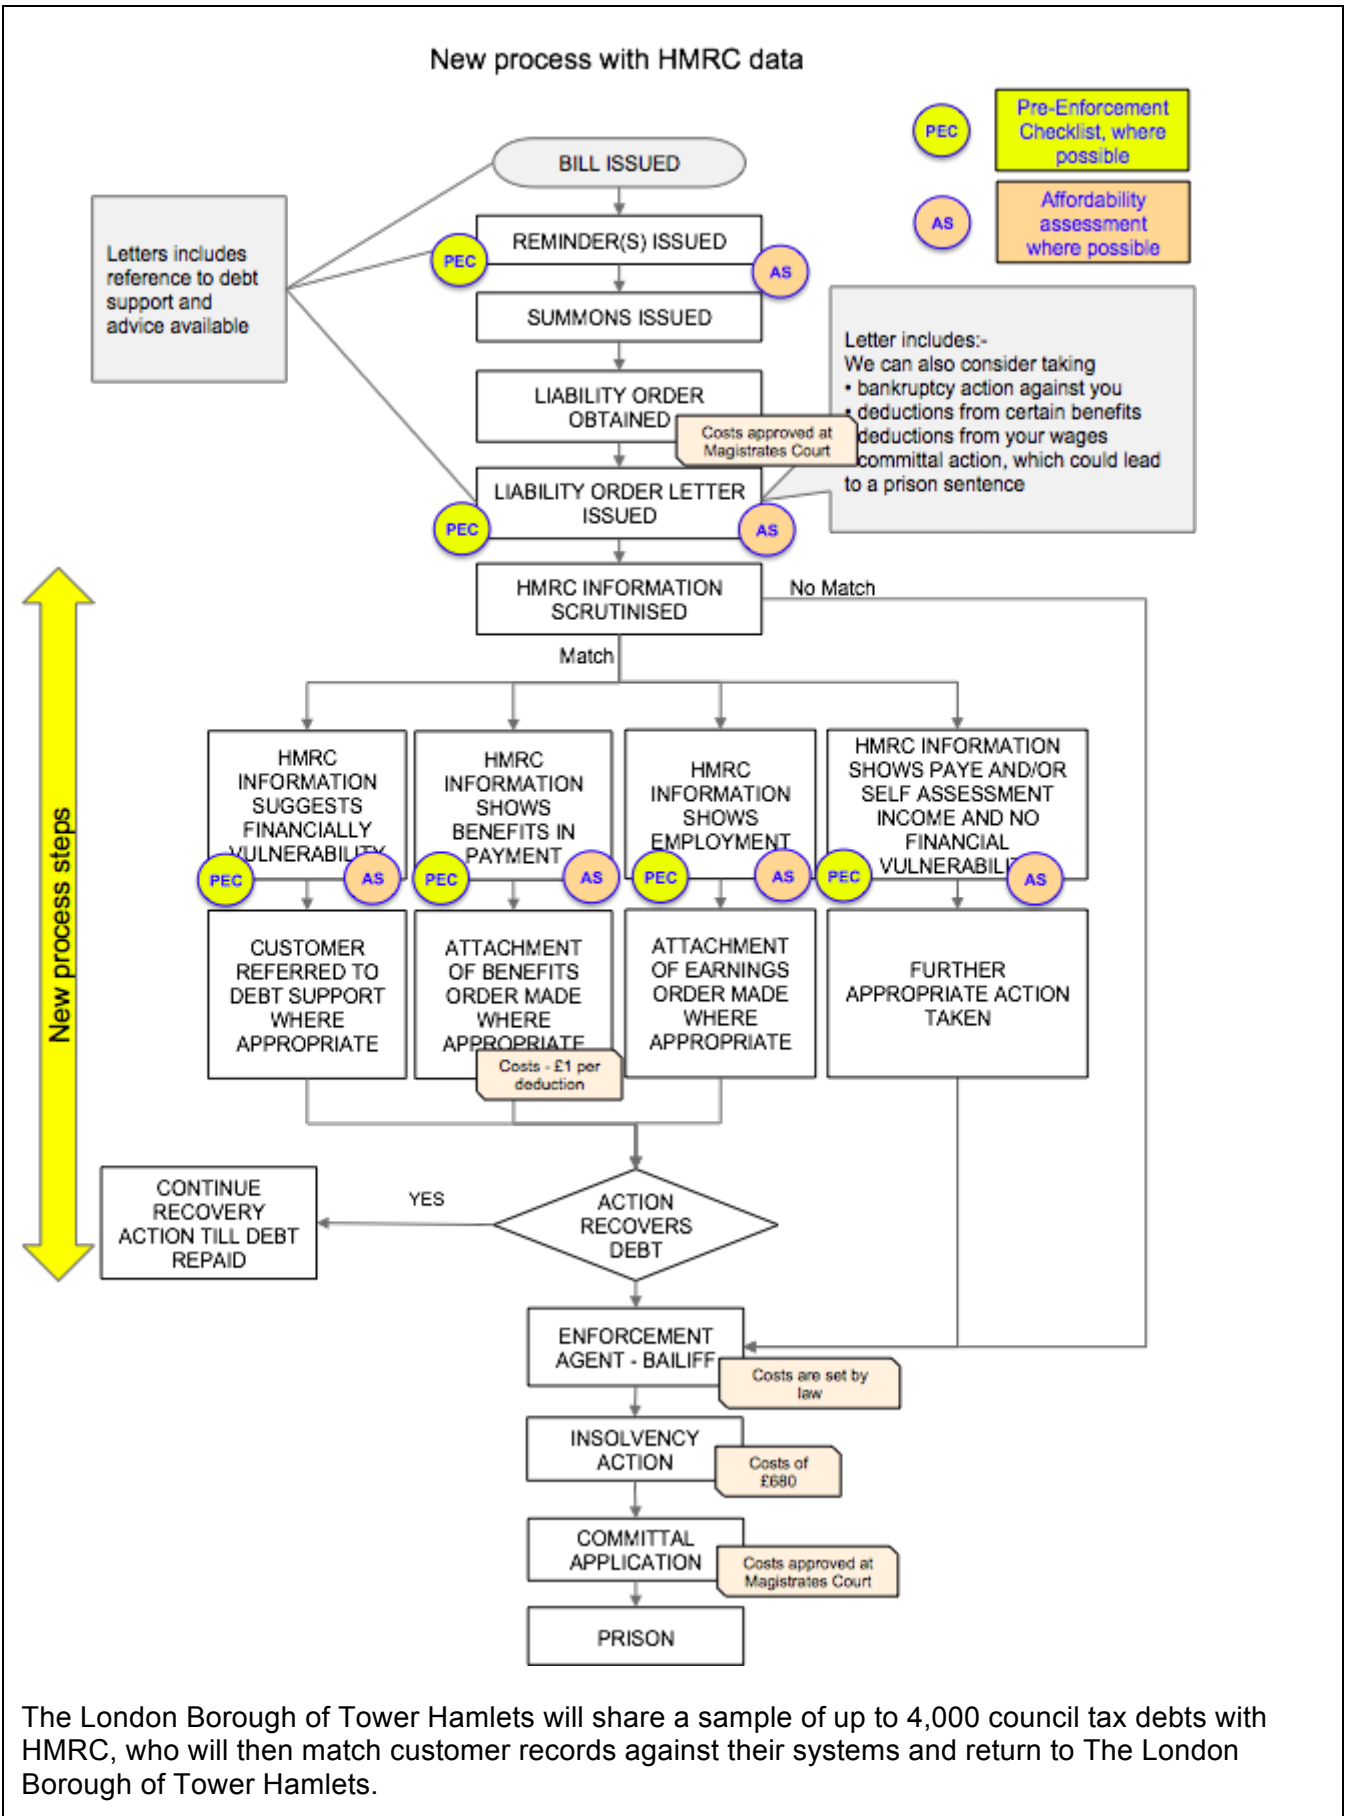 New process with HMRC data
PEC
Pre-Enforcement
Checklist, where
possible
AS
Affordability
assessment
where possible
BILL ISSUED
Letters includes
reference to debt
support and
advice available
REMINDER(S) ISSUED
PEC
AS
SUMMONS ISSUED
Letter includes:-
We can also consider taking
• bankruptcy action against you
• deductions from certain benefits
deductions from your wages
committal action, which could lead
to a prison sentence
LIABILITY ORDER
OBTAINED
Costs approved at
Magistrates Court
LIABILITY ORDER LETTER
ISSUED
PEC
AS
HMRC INFORMATION
SCRUTINISED
No Match
Match
New process steps
HMRC
INFORMATION
SUGGESTS
FINANCIALLY
VULNERABILITY
PEC
AS
HMRC
INFORMATION
SHOWS
BENEFITS IN
PAYMENT
PEC
AS
HMRC
INFORMATION
SHOWS
EMPLOYMENT
PEC
AS
HMRC INFORMATION
SHOWS PAYE AND/OR
SELF ASSESSMENT
INCOME AND NO
FINANCIAL
VULNERABILI
PEC
AS
CUSTOMER
REFERRED TO
DEBT SUPPORT
WHERE
APPROPRIATE
ATTACHMENT
OF BENEFITS
ORDER MADE
WHERE
APPROPRIATE
Costs - £1 per
deduction
ATTACHMENT
OF EARNINGS
ORDER MADE
WHERE
APPROPRIATE
FURTHER
APPROPRIATE ACTION
TAKEN
CONTINUE
RECOVERY
ACTION TILL DEBT
REPAID
YES
ACTION
RECOVERS
DEBT
ENFORCEMENT
AGENT - BAILIFF
Costs are set by
law
INSOLVENCY
ACTION
Costs of
£680
COMMITTAL
APPLICATION
Costs approved at
Magistrates Court
PRISON
The London Borough of Tower Hamlets will share a sample of up to 4,000 council tax debts with
HMRC, who will then match customer records against their systems and return to The London
Borough of Tower Hamlets.